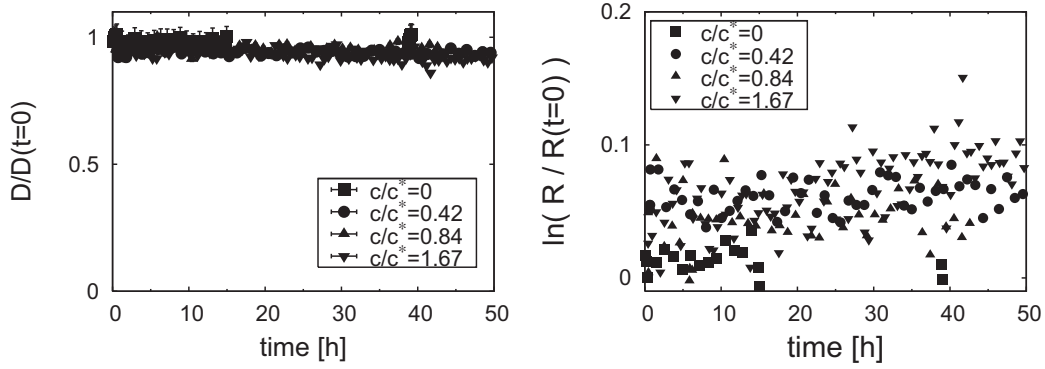 D/D(t=0)
1
0.5
0
c/c*=0
c/c*=0.42
c/c*=0.84
c/c*=1.67
0 10 20 30 40 50
time [h]
ln( R / R(t=0) )
0.2
0.1
0
c/c*=0
c/c*=0.42
c/c*=0.84
c/c*=1.67
0 10 20 30 40 50
time [h]